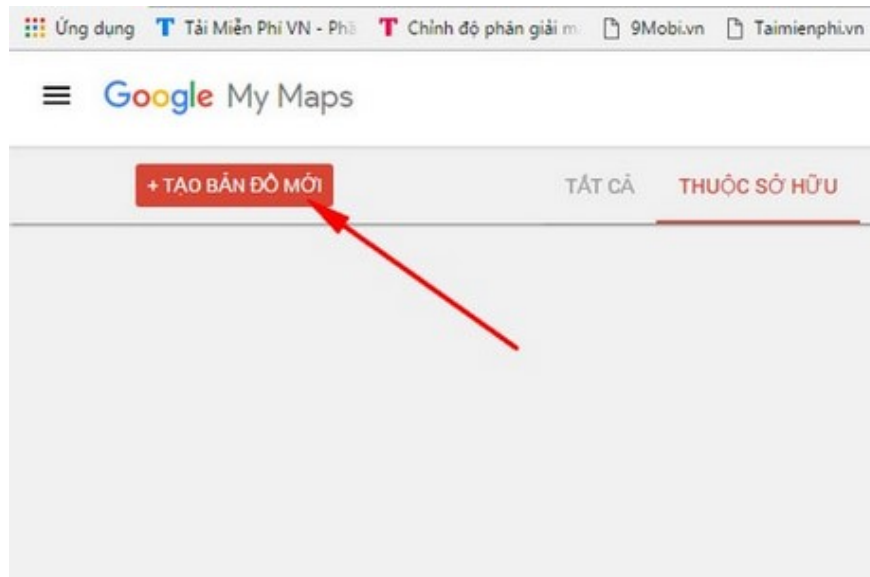 Ứng dụng Tải Miễn Phí VN - Phầ Chỉnh độ phân giải m 9Mobi.vn Taimienphi.vn
Google My Maps
+ TẠO BẢN ĐỒ MỚI TẤT CẢ THUỘC SỞ HỮU